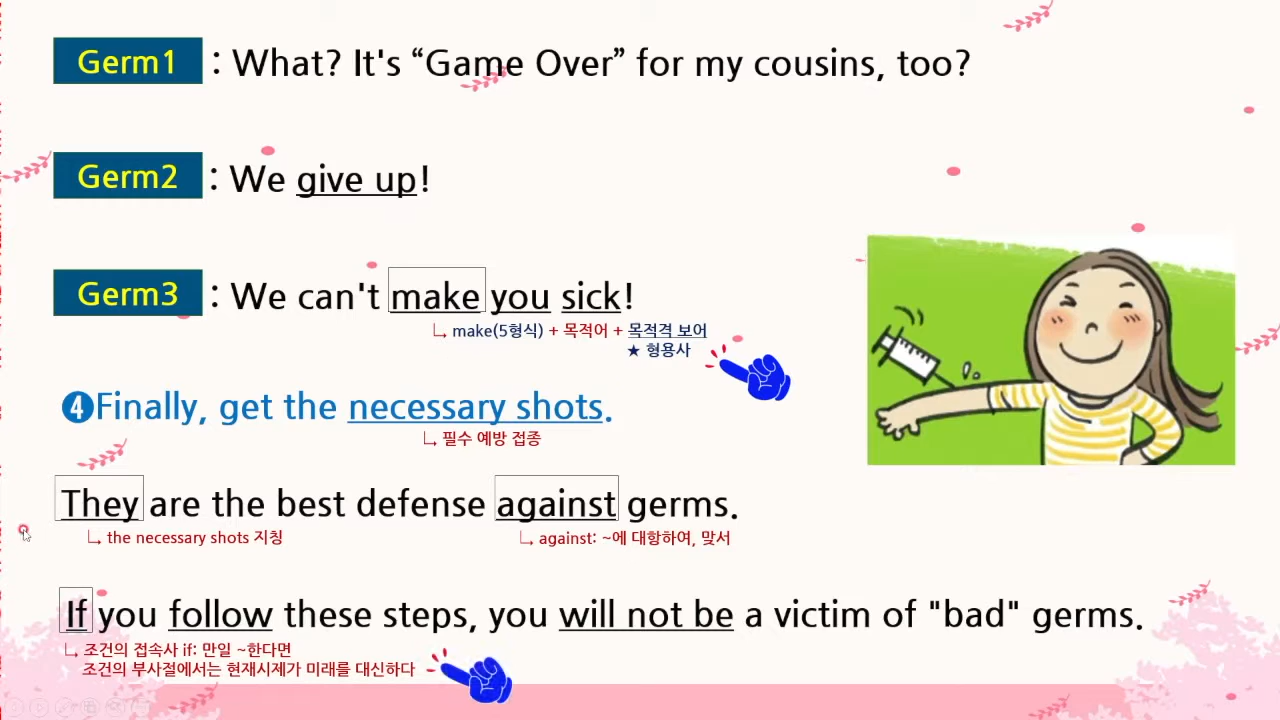 Germ1 : What? It's “Game Over” for my cousins, too?
Germ2 : We give up!
Germ3 : We can't make you sick!
make(5형식) + 목적어 + 목적격 보어
★ 형용사
❹Finally, get the necessary shots.
필수 예방 접종
They are the best defense against germs.
the necessary shots 지칭 against: ~에 대항하여, 맞서
If you follow these steps, you will not be a victim of "bad" germs.
조건의 접속사 if: 만일 ~한다면
조건의 부사절에서는 현재시제가 미래를 대신하다